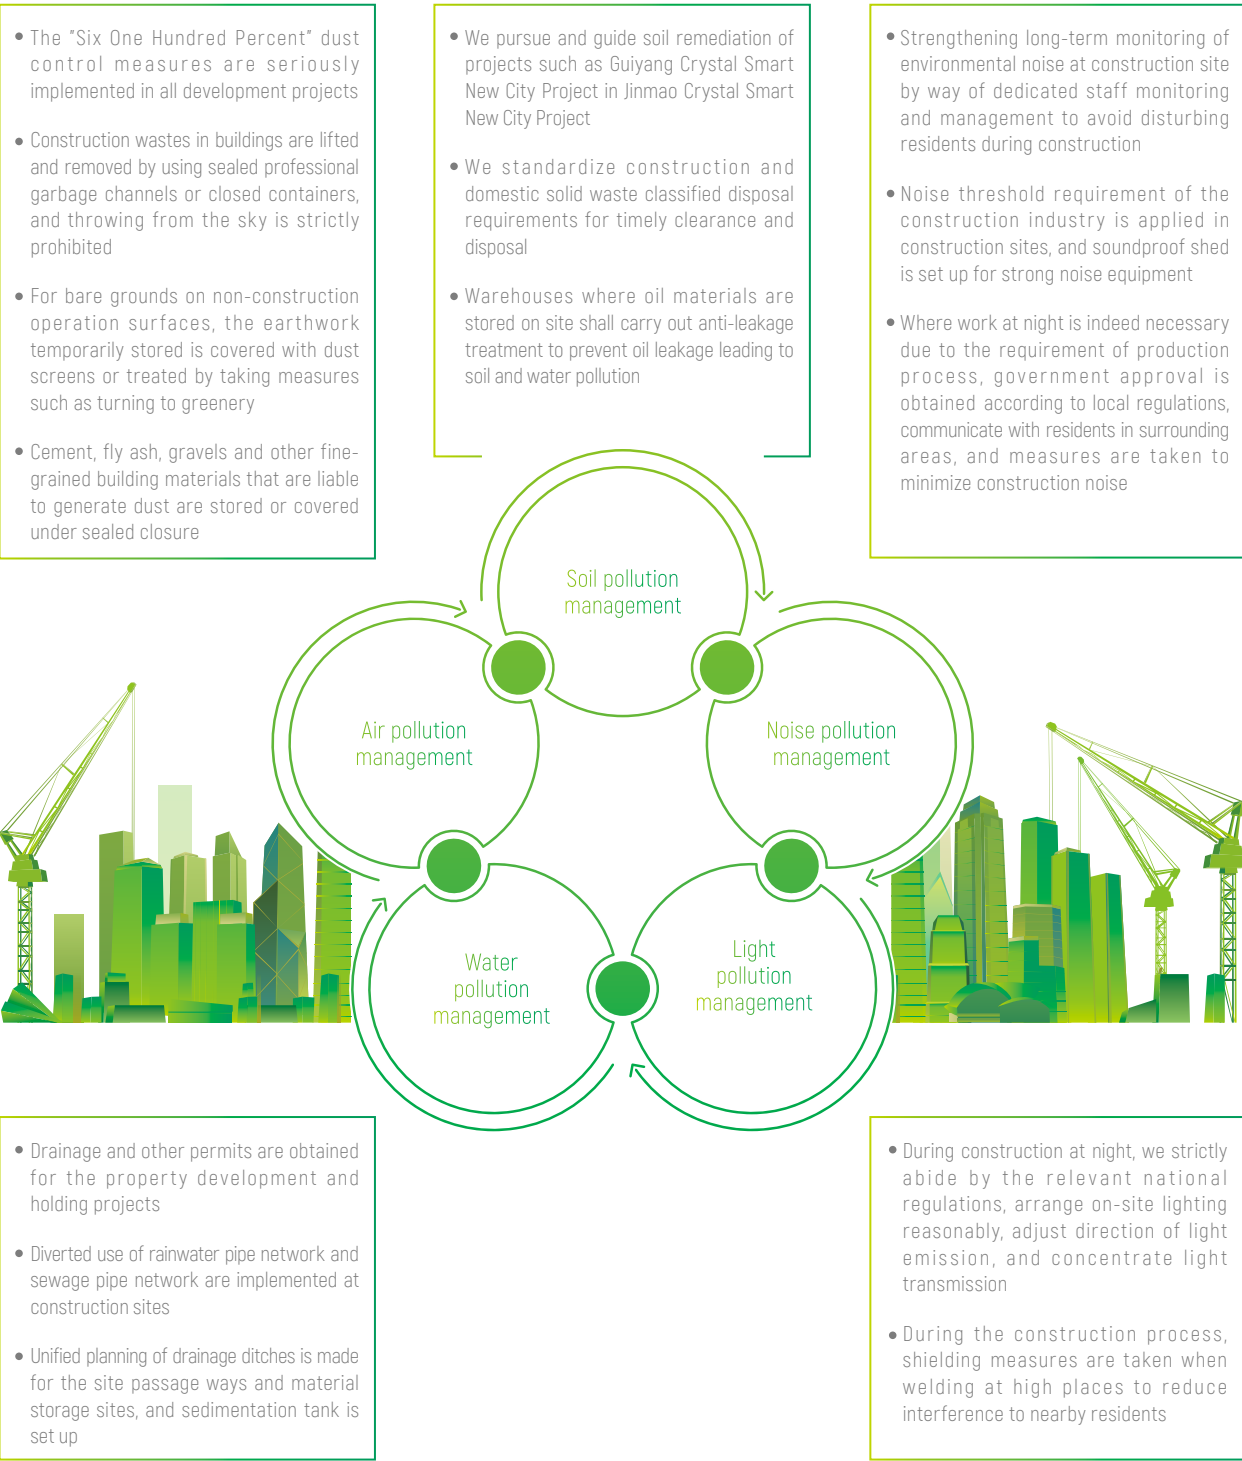 • The "Six One Hundred Percent" dust
control measures are seriously
implemented in all development projects
• Construction wastes in buildings are lifted
and removed by using sealed professional
garbage channels or closed containers,
and throwing from the sky is strictly
prohibited
• For bare grounds on non-construction
operation surfaces, the earthwork
temporarily stored is covered with dust
screens or treated by taking measures
such as turning to greenery
• Cement, fly ash, gravels and other fine-
grained building materials that are liable
to generate dust are stored or covered
under sealed closure
• We pursue and guide soil remediation of
projects such as Guiyang Crystal Smart
New City Project in Jinmao Crystal Smart
New City Project
• We standardize construction and
domestic solid waste classified disposal
requirements for timely clearance and
disposal
• Warehouses where oil materials are
stored on site shall carry out anti-leakage
treatment to prevent oil leakage leading to
soil and water pollution
• Strengthening long-term monitoring of
environmental noise at construction site
by way of dedicated staff monitoring
and management to avoid disturbing
residents during construction
• Noise threshold requirement of the
construction industry is applied in
construction sites, and soundproof shed
is set up for strong noise equipment
• Where work at night is indeed necessary
due to the requirement of production
process, government approval is
obtained according to local regulations,
communicate with residents in surrounding
areas, and measures are taken to
minimize construction noise
Soil pollution
management
Air pollution
management
Noise pollution
management
Water
pollution
management
Light
pollution
management
• Drainage and other permits are obtained
for the property development and
holding projects
• Diverted use of rainwater pipe network and
sewage pipe network are implemented at
construction sites
• Unified planning of drainage ditches is made
for the site passage ways and material
storage sites, and sedimentation tank is
set up
• During construction at night, we strictly
abide by the relevant national
regulations, arrange on-site lighting
reasonably, adjust direction of light
emission, and concentrate light
transmission
• During the construction process,
shielding measures are taken when
welding at high places to reduce
interference to nearby residents